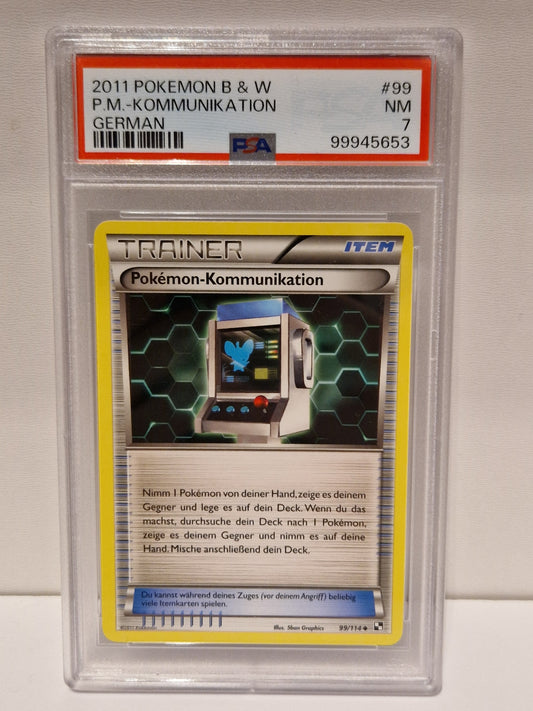 2011 POKEMON B & W #99
P.M.-KOMMUNIKATION NM
GERMAN 7
PSA 99945653
TRAINER ITEM
Pokémon-Kommunikation
Nimm 1 Pokémon von deiner Hand, zeige es deinem
Gegner und lege es auf dein Deck. Wenn du das
machst, durchsuche dein Deck nach 1 Pokémon,
zeige es deinem Gegner und nimm es auf deine
Hand. Mische anschließend dein Deck.
Du kannst während deines Zuges (vor deinem Angriff) beliebig
viele Itemkarten spielen.
©2011 Pokémon Illus. 5ban Graphics 99/114